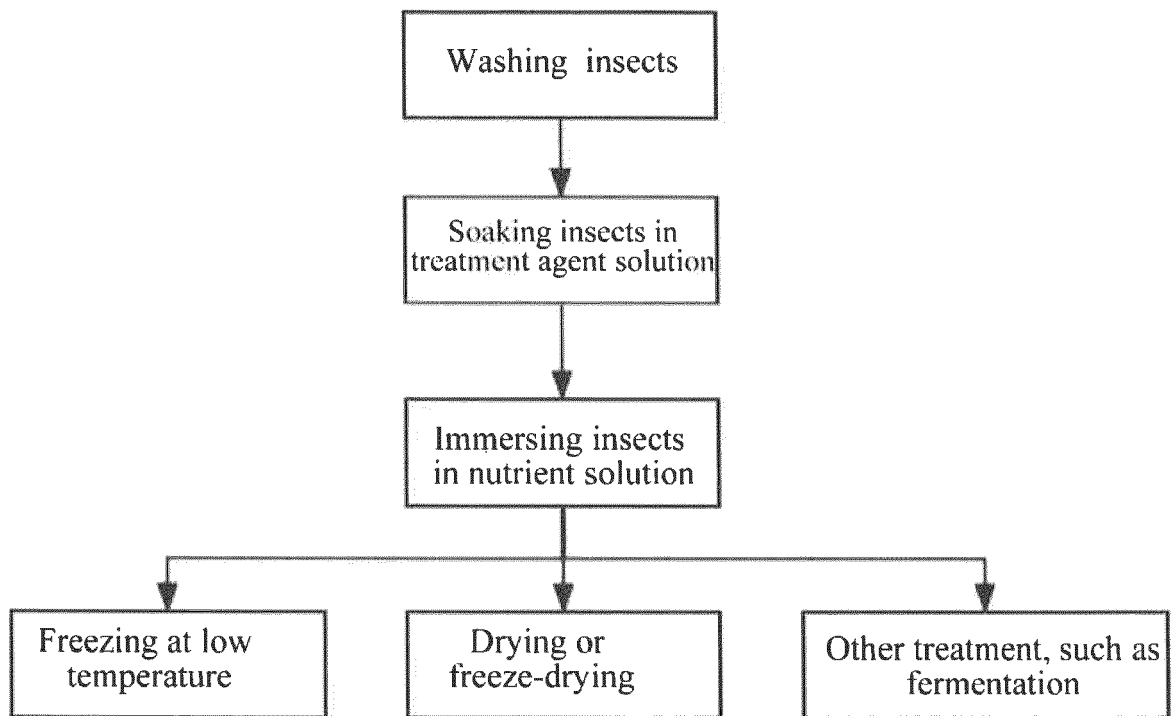 Washing insects
Soaking insects in
treatment agent solution
Immersing insects
in nutrient solution
Freezing at low
temperature
Drying or
freeze-drying
Other treatment, such as
fermentation